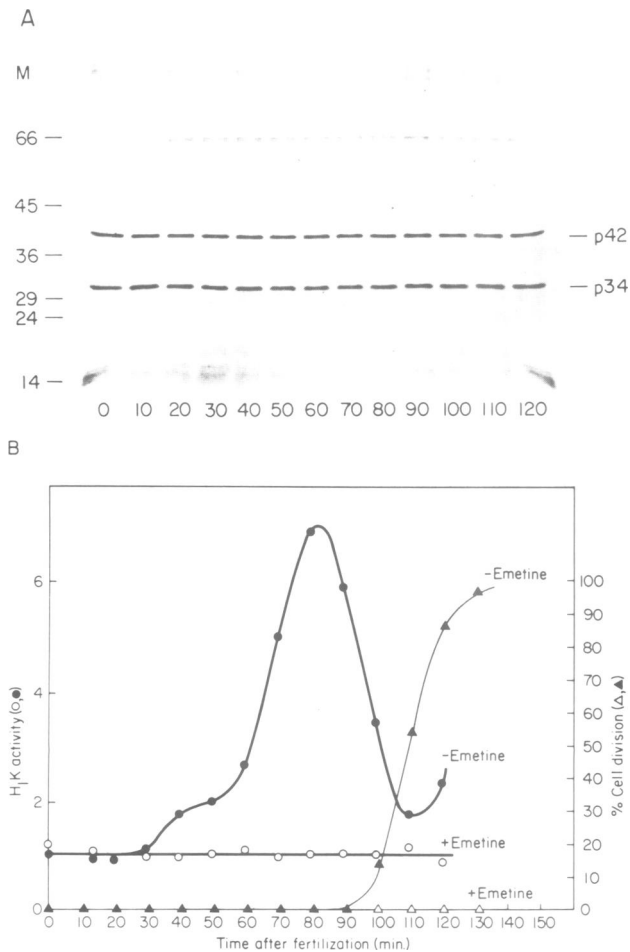 A
M
66
45
36
29
24
14
p42
p34
0 10 20 30 40 50 60 70 80 90 100 110 120
B
H1K activity (○,●)
6
4
2
0
-Emetine
-Emetine
+Emetine
+Emetine
100
90
80
70
60
50
40
30
20
10
0
% Cell division (△,▲)
0 10 20 30 40 50 60 70 80 90 100 110 120 130 140 150
Time after fertilization (min.)